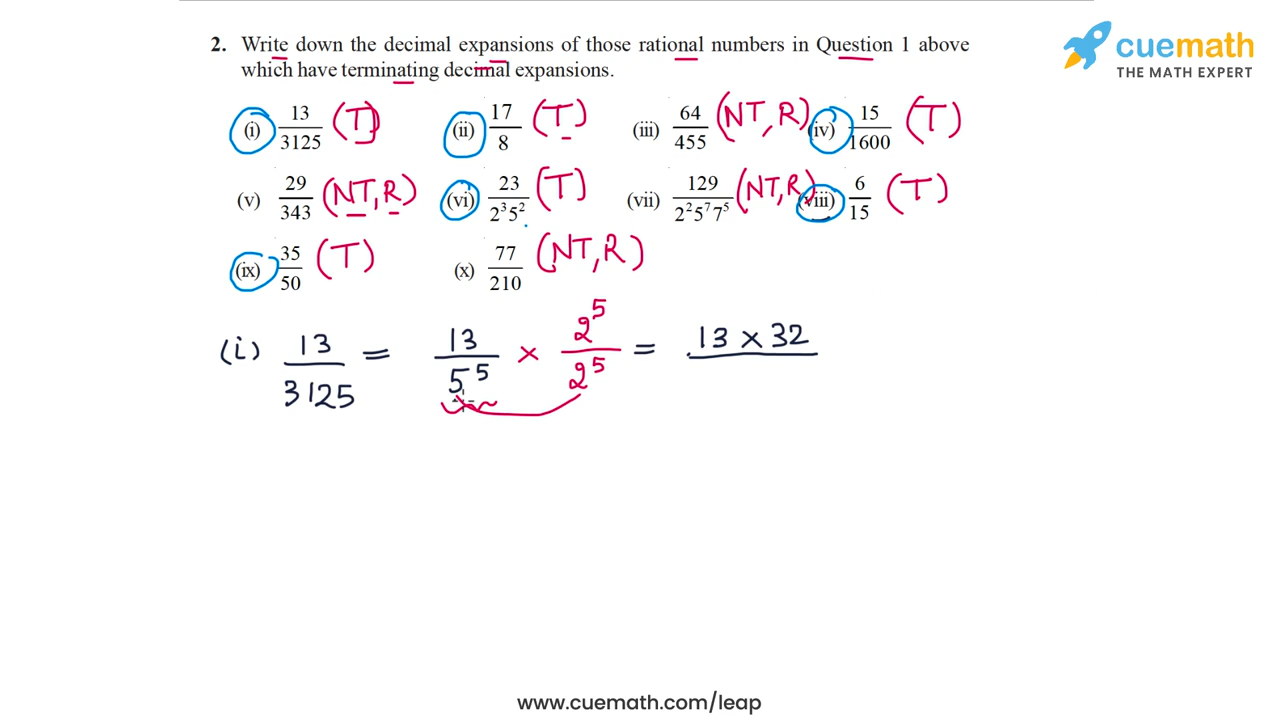 2. Write down the decimal expansions of those rational numbers in Question 1 above
which have terminating decimal expansions.
cuemath
THE MATH EXPERT
(i) 13/3125 (T) (ii) 17/8 (T) (iii) 64/455 (NT, R) (iv) 15/1600 (T)
(v) 29/343 (NT, R) (vi) 23/2³5² (T) (vii) 129/2²5⁷7⁵ (NT, R) (viii) 6/15 (T)
(ix) 35/50 (T) (x) 77/210 (NT, R)
(i) 13/3125 = 13/5⁵ × 2⁵/2⁵ = 13 × 32
www.cuemath.com/leap